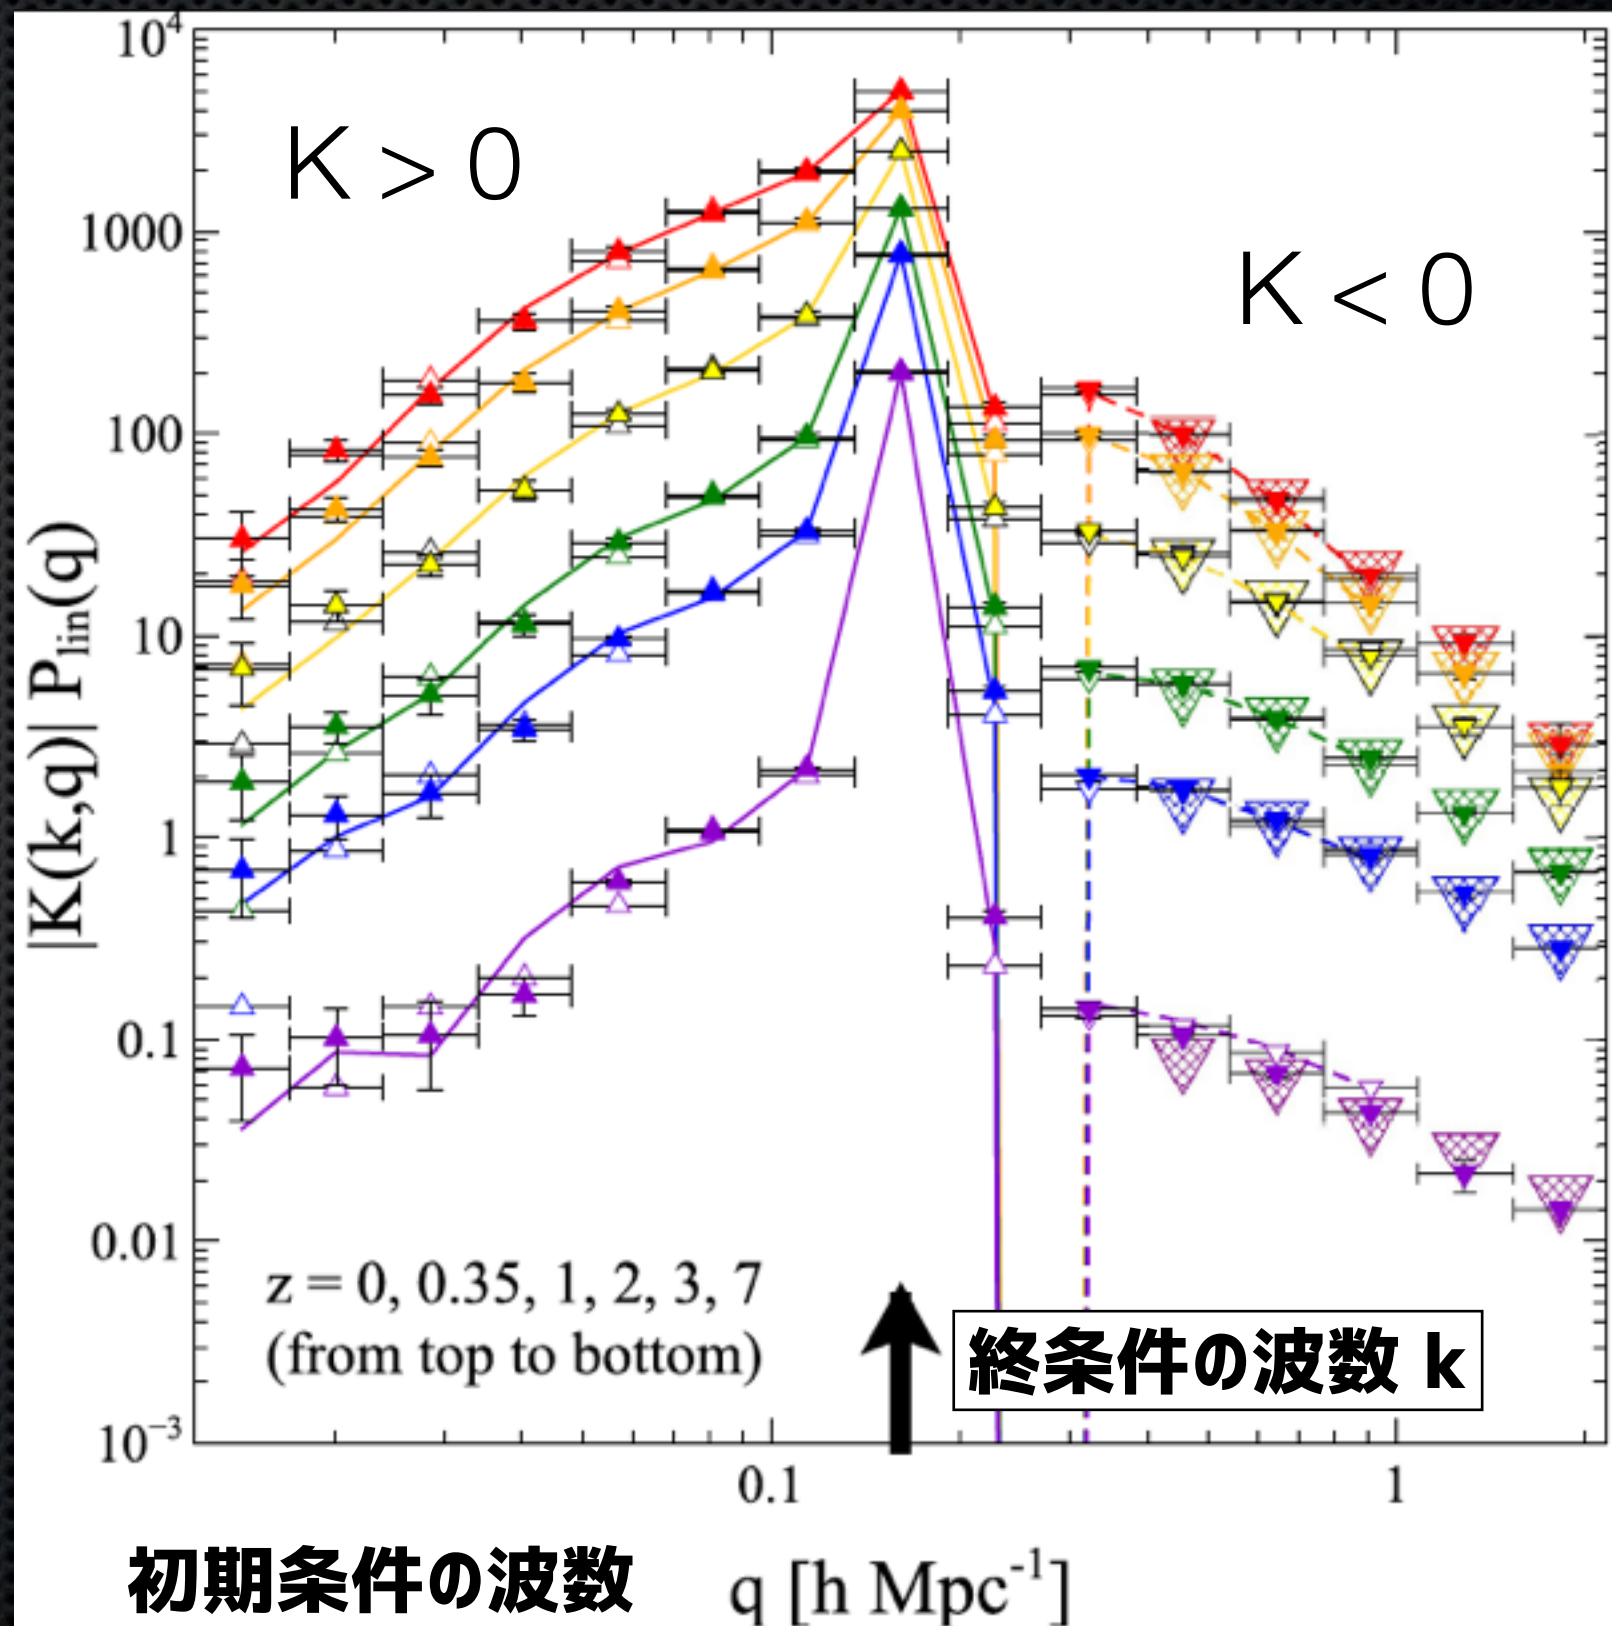 10⁴
1000
100
10
1
0.1
0.01
10⁻³
|K(k,q)| Pₗᵢₙ(q)
K > 0
K < 0
z = 0, 0.35, 1, 2, 3, 7
(from top to bottom)
終条件の波数 k
0.1
1
初期条件の波数
q [h Mpc⁻¹]